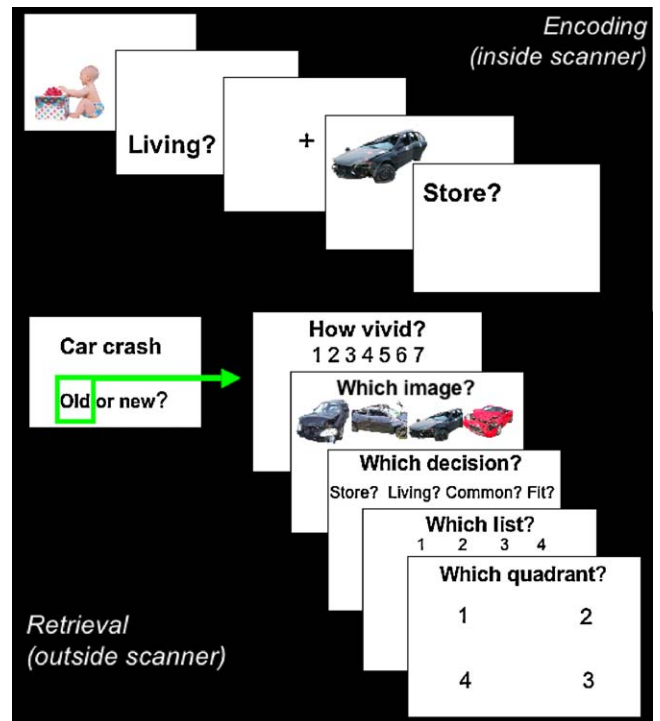 Encoding
(inside scanner)
Living?
+
Store?
Car crash
Old or new?
How vivid?
1 2 3 4 5 6 7
Which image?
Which decision?
Store? Living? Common? Fit?
Which list?
1 2 3 4
Which quadrant?
1 2
4 3
Retrieval
(outside scanner)